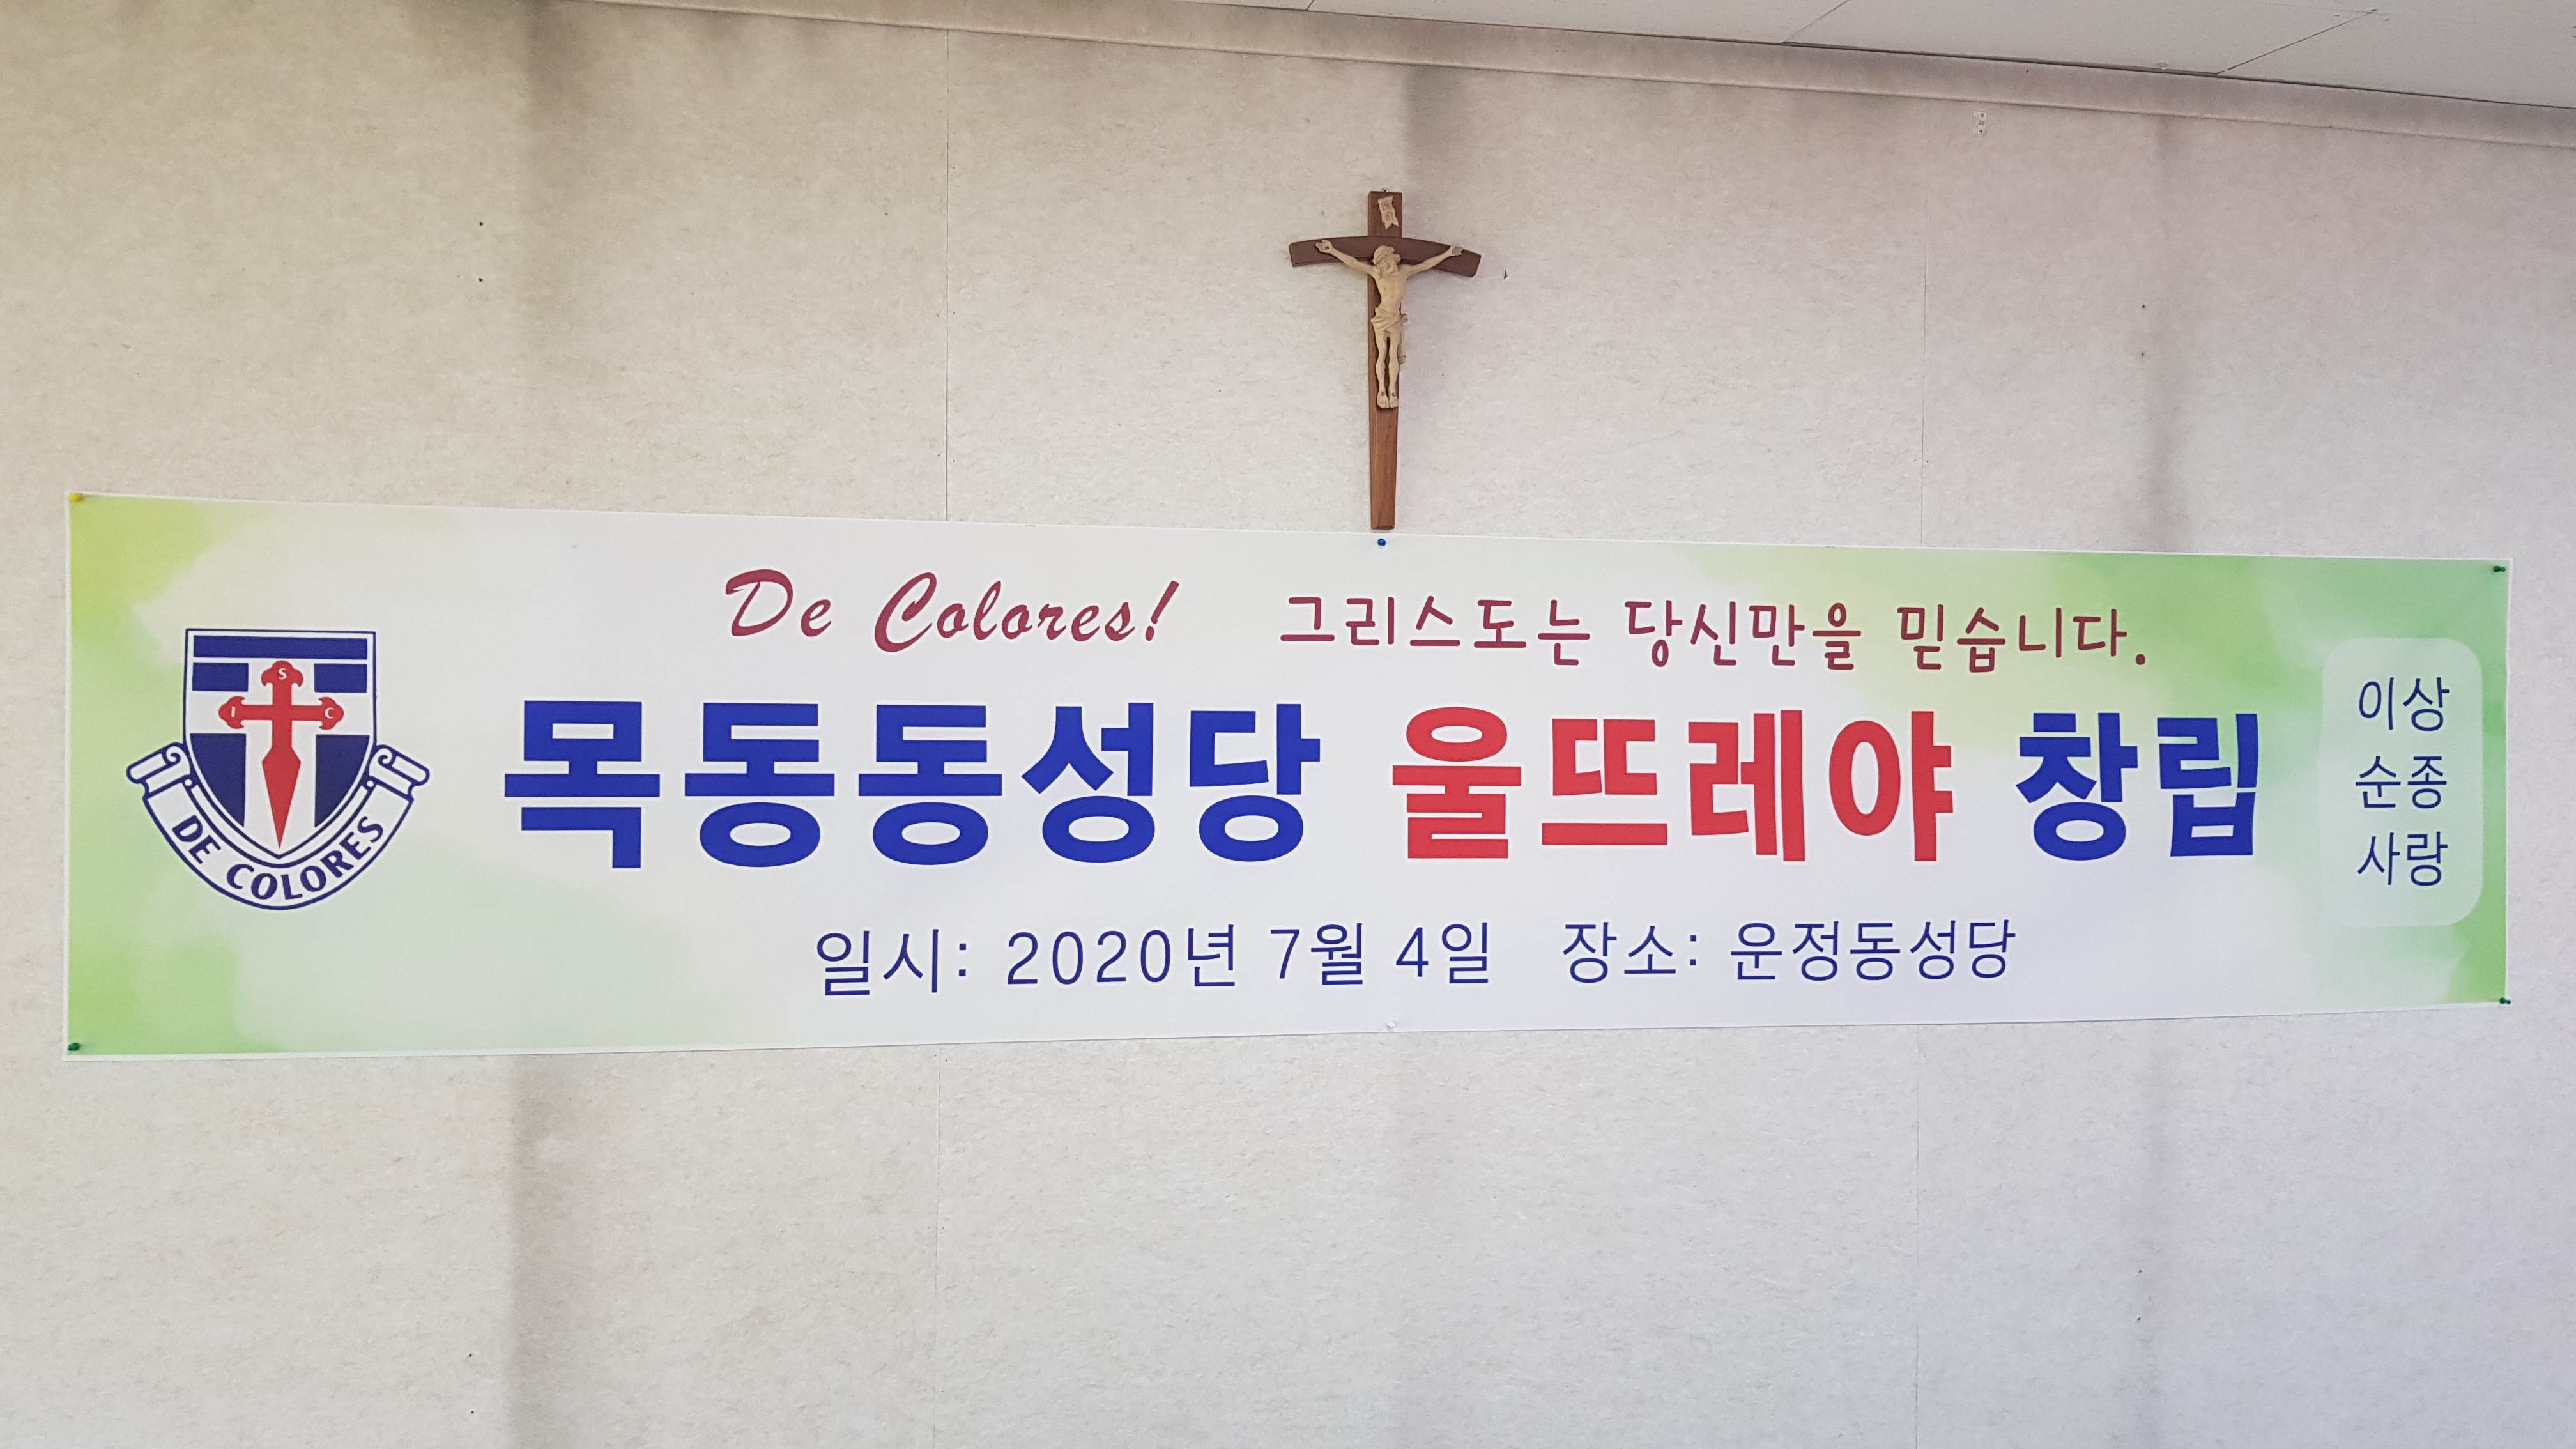 De Colores! 그리스도는 당신만을 믿습니다.
목동동성당 울뜨레야 창립
일시: 2020년 7월 4일 장소: 운정동성당
이상
순종
사랑
S
I C
DE COLORES